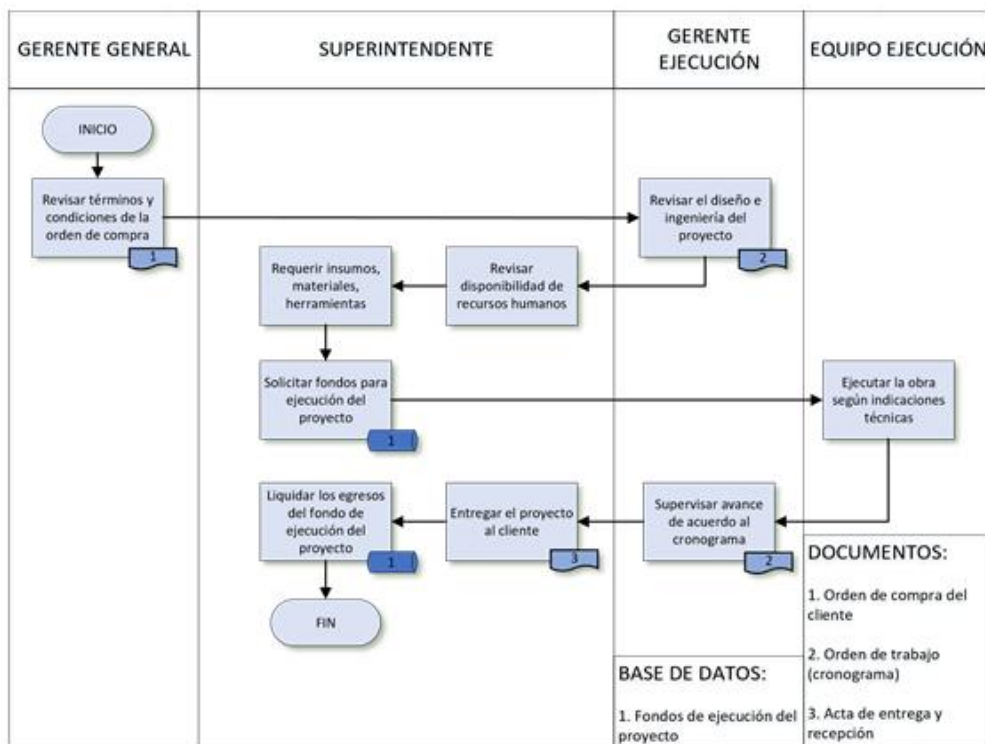 GERENTE GENERAL
SUPERINTENDENTE
GERENTE
EJECUCIÓN
EQUIPO EJECUCIÓN
INICIO
Revisar términos y
condiciones de la
orden de compra
1
Revisar el diseño e
ingeniería del
proyecto
2
Requerir insumos,
materiales,
herramientas
Revisar
disponibilidad de
recursos humanos
Solicitar fondos para
ejecución del
proyecto
1
Ejecutar la obra
según indicaciones
técnicas
Liquidar los egresos
del fondo de
ejecución del
proyecto
1
Entregar el proyecto
al cliente
3
Supervisar avance
de acuerdo al
cronograma
2
FIN
BASE DE DATOS:
1. Fondos de ejecución del
proyecto
DOCUMENTOS:
1. Orden de compra del
cliente
2. Orden de trabajo
(cronograma)
3. Acta de entrega y
recepción